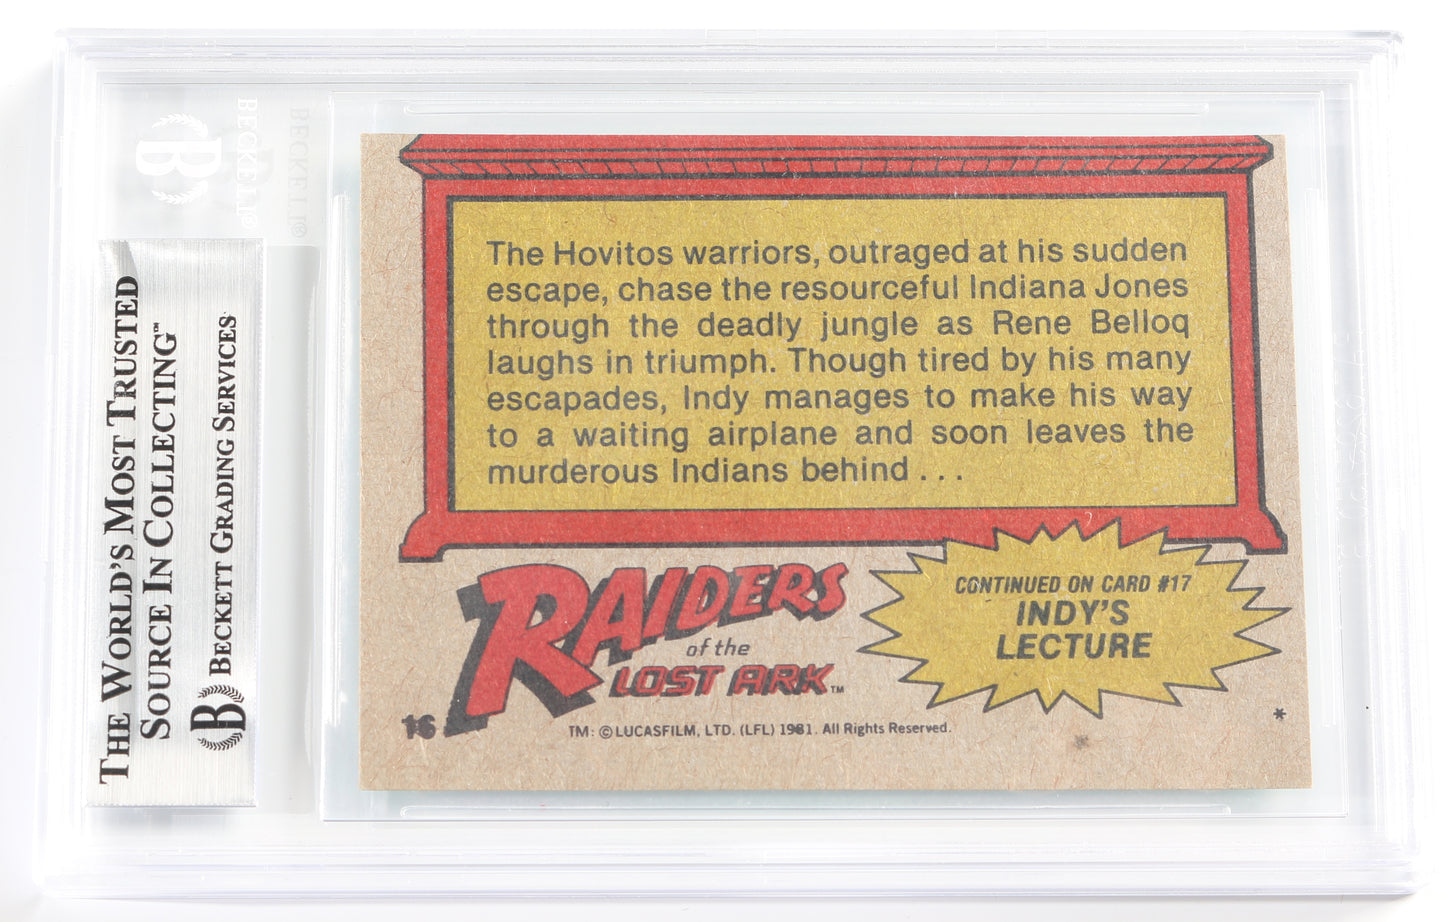 THE WORLD'S MOST TRUSTED
SOURCE IN COLLECTING™
BECKETT GRADING SERVICES
B
B
BECKETT®
BECKETT®
The Hovitos warriors, outraged at his sudden
escape, chase the resourceful Indiana Jones
through the deadly jungle as Rene Belloq
laughs in triumph. Though tired by his many
escapades, Indy manages to make his way
to a waiting airplane and soon leaves the
murderous Indians behind . . .
RAIDERS
of the
LOST ARK™
CONTINUED ON CARD #17
INDY'S
LECTURE
16
TM: © LUCASFILM, LTD. (LFL) 1981. All Rights Reserved.
*